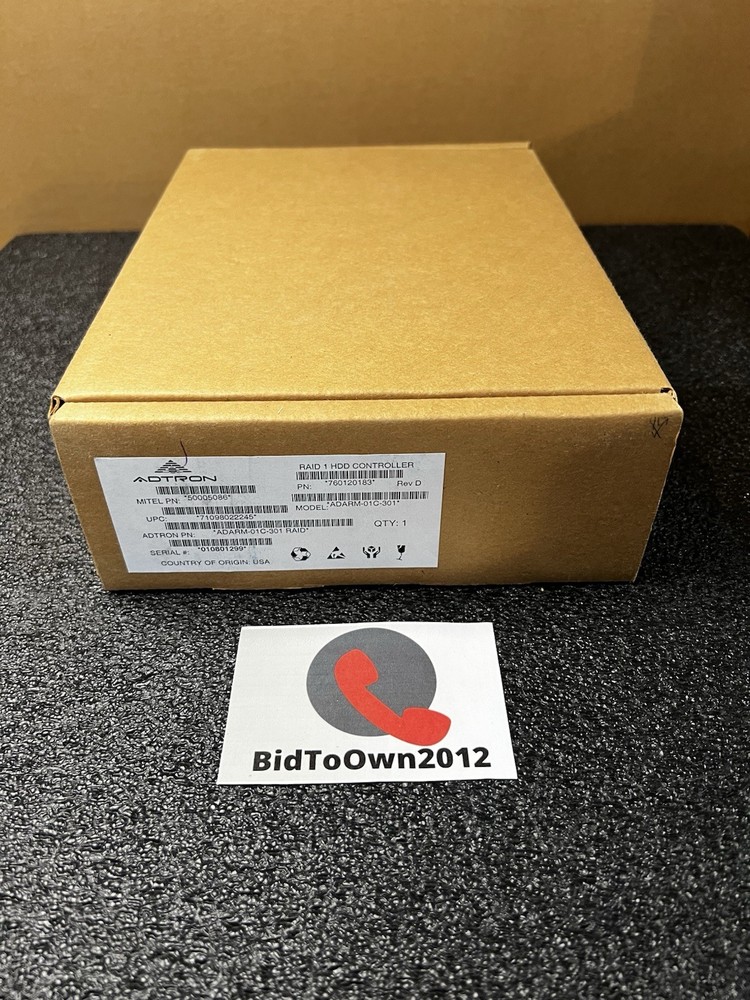 ADTRON
RAID 1 HDD CONTROLLER
PN: *760120183* Rev D
MITEL PN: *50005086*
MODEL: *ADARM-01C-301*
UPC: *71098022245*
QTY: 1
ADTRON PN: *ADARM-01C-301 RAID*
SERIAL #: *010801299*
COUNTRY OF ORIGIN: USA
BidToOwn2012